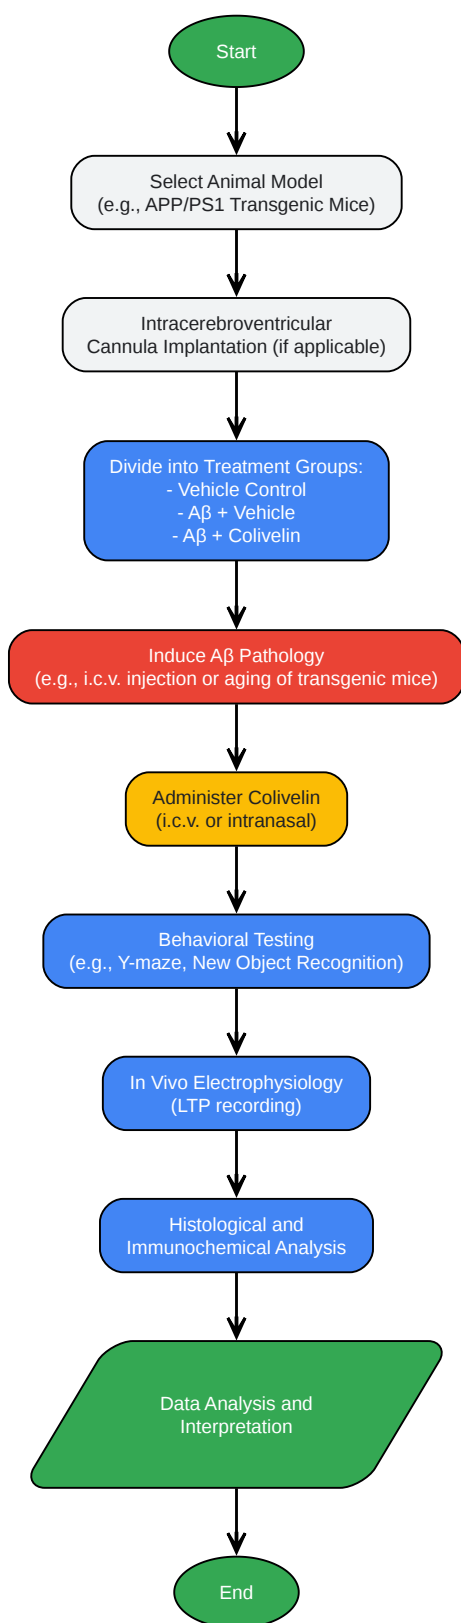 Start
Select Animal Model
(e.g., APP/PS1 Transgenic Mice)
Intracerebroventricular
Cannula Implantation (if applicable)
Divide into Treatment Groups:
- Vehicle Control
- Aβ + Vehicle
- Aβ + Colivelin
Induce Aβ Pathology
(e.g., i.c.v. injection or aging of transgenic mice)
Administer Colivelin
(i.c.v. or intranasal)
Behavioral Testing
(e.g., Y-maze, New Object Recognition)
In Vivo Electrophysiology
(LTP recording)
Histological and
Immunochemical Analysis
Data Analysis and
Interpretation
End